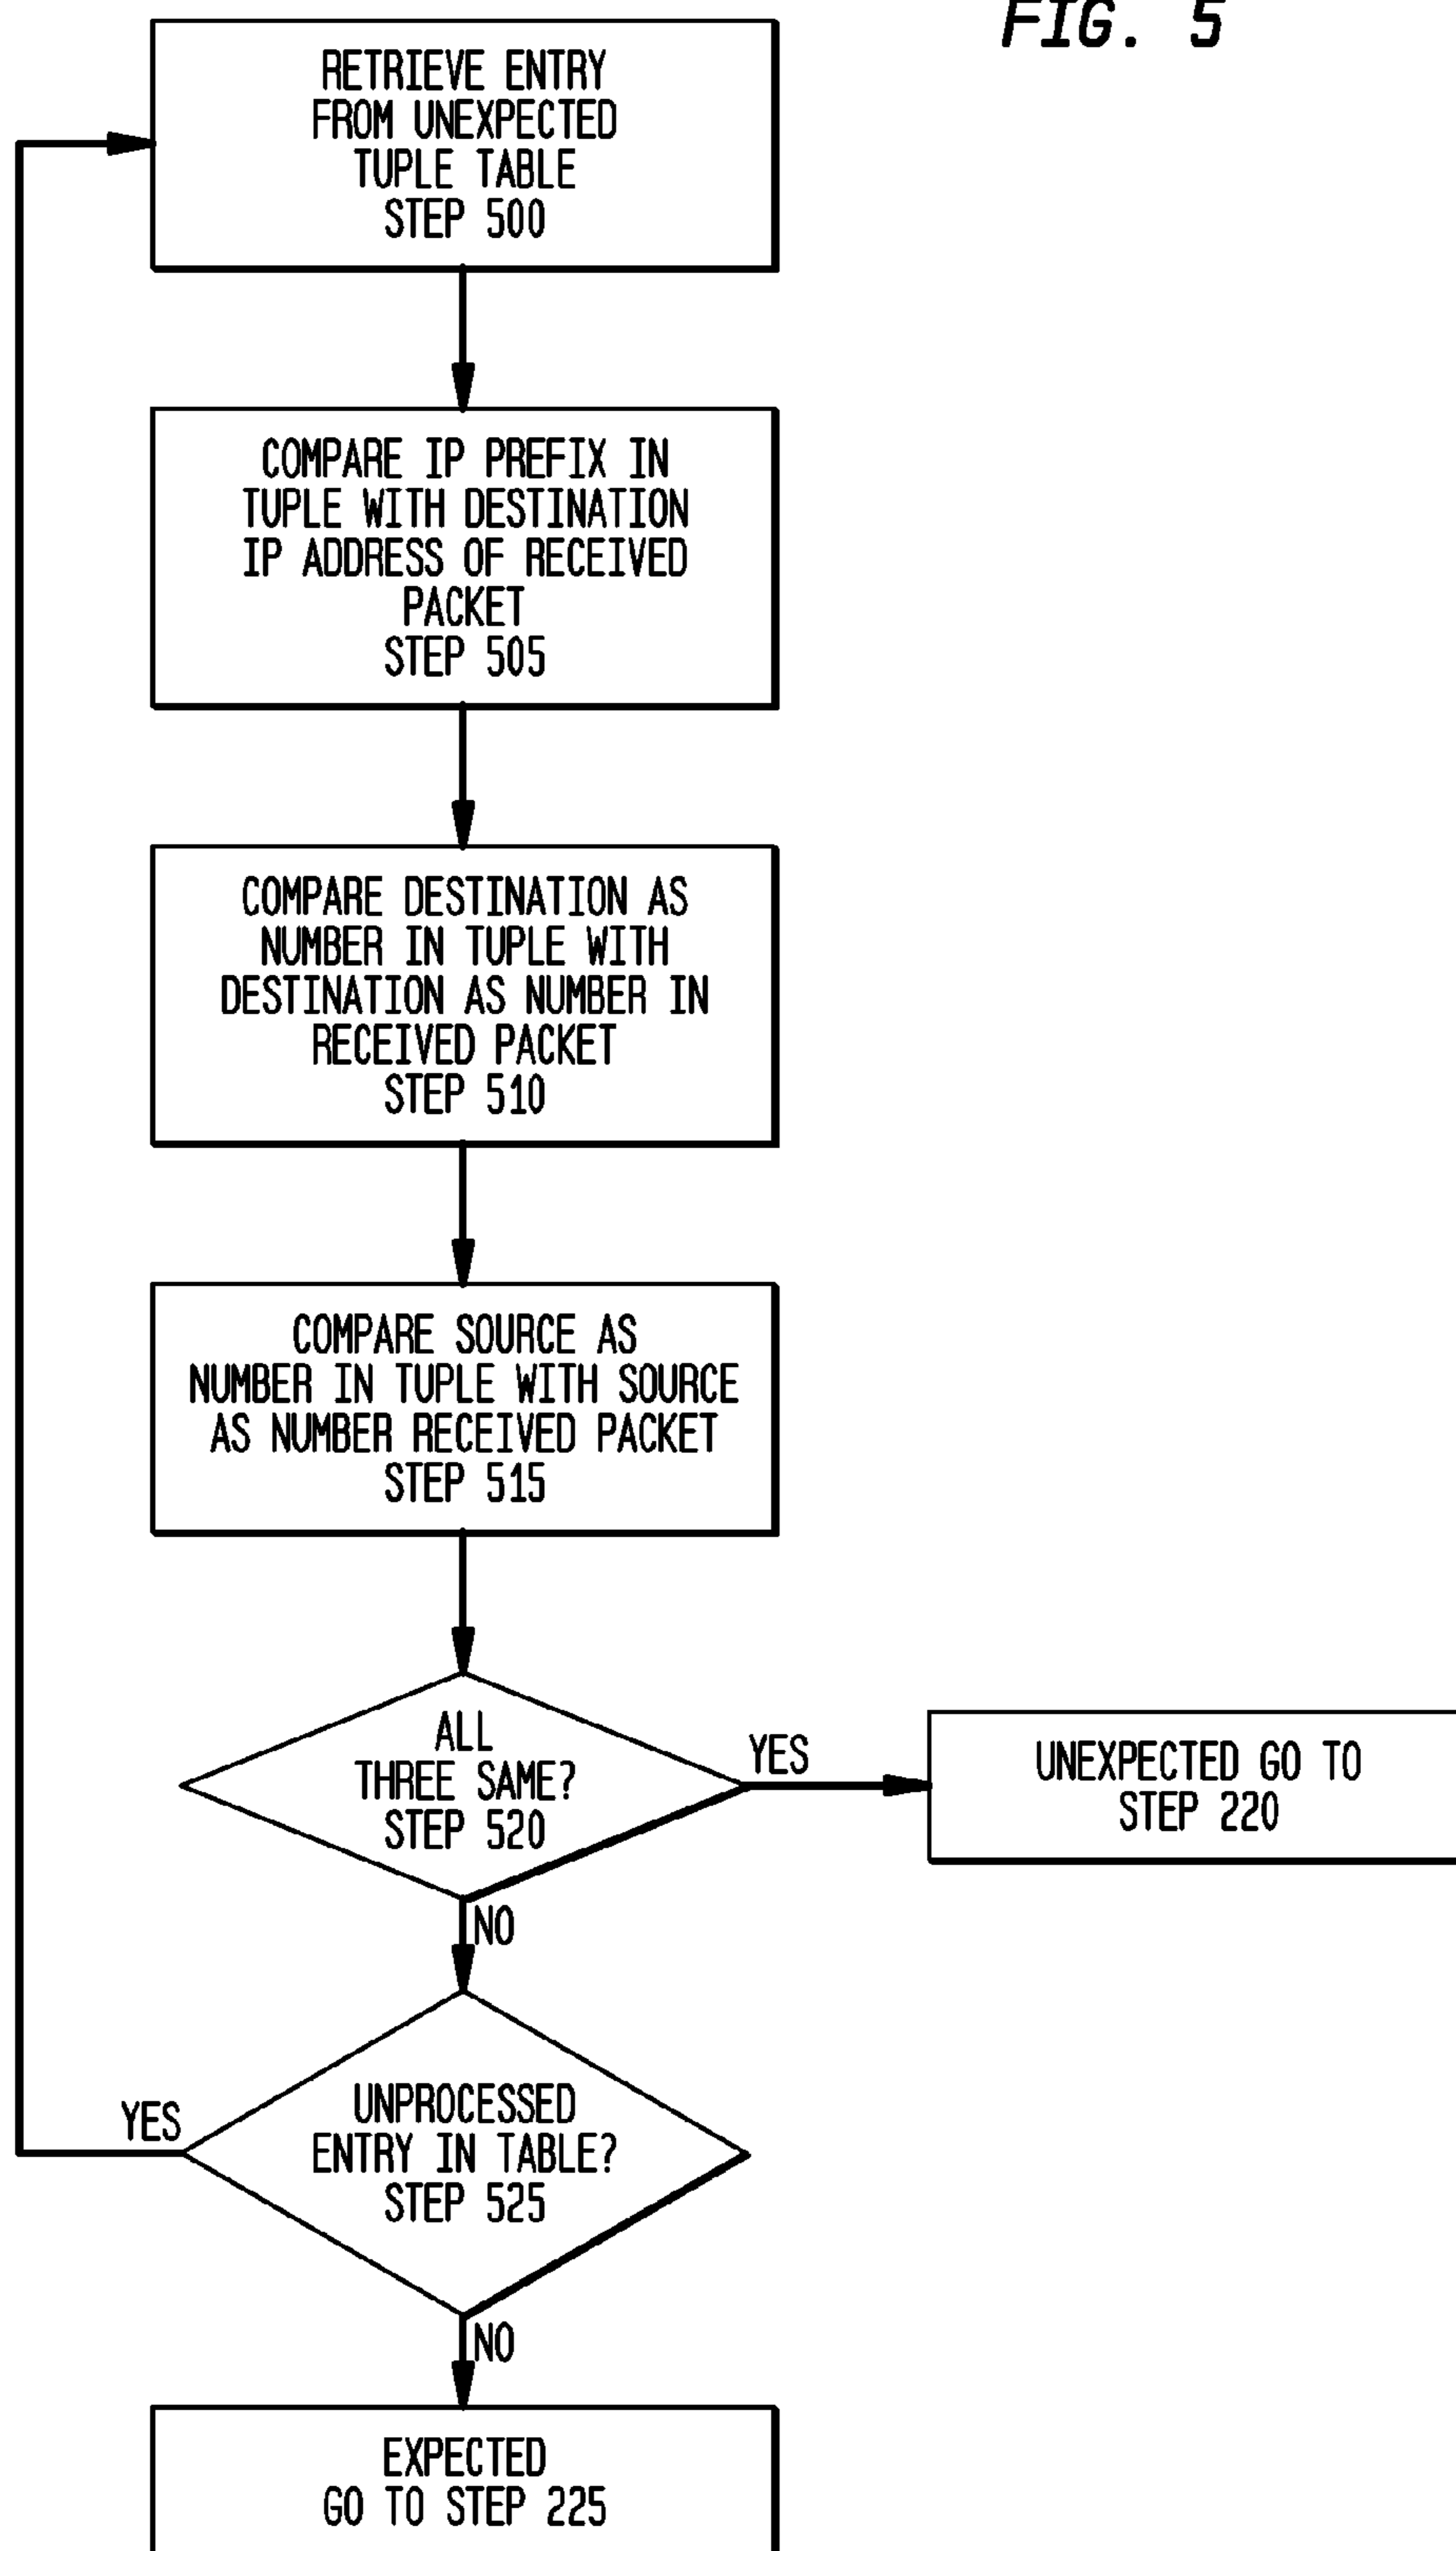 FIG. 5
RETRIEVE ENTRY
FROM UNEXPECTED
TUPLE TABLE
STEP 500
COMPARE IP PREFIX IN
TUPLE WITH DESTINATION
IP ADDRESS OF RECEIVED
PACKET
STEP 505
COMPARE DESTINATION AS
NUMBER IN TUPLE WITH
DESTINATION AS NUMBER IN
RECEIVED PACKET
STEP 510
COMPARE SOURCE AS
NUMBER IN TUPLE WITH SOURCE
AS NUMBER RECEIVED PACKET
STEP 515
ALL
THREE SAME?
STEP 520
YES
UNEXPECTED GO TO
STEP 220
NO
UNPROCESSED
ENTRY IN TABLE?
STEP 525
YES
NO
EXPECTED
GO TO STEP 225